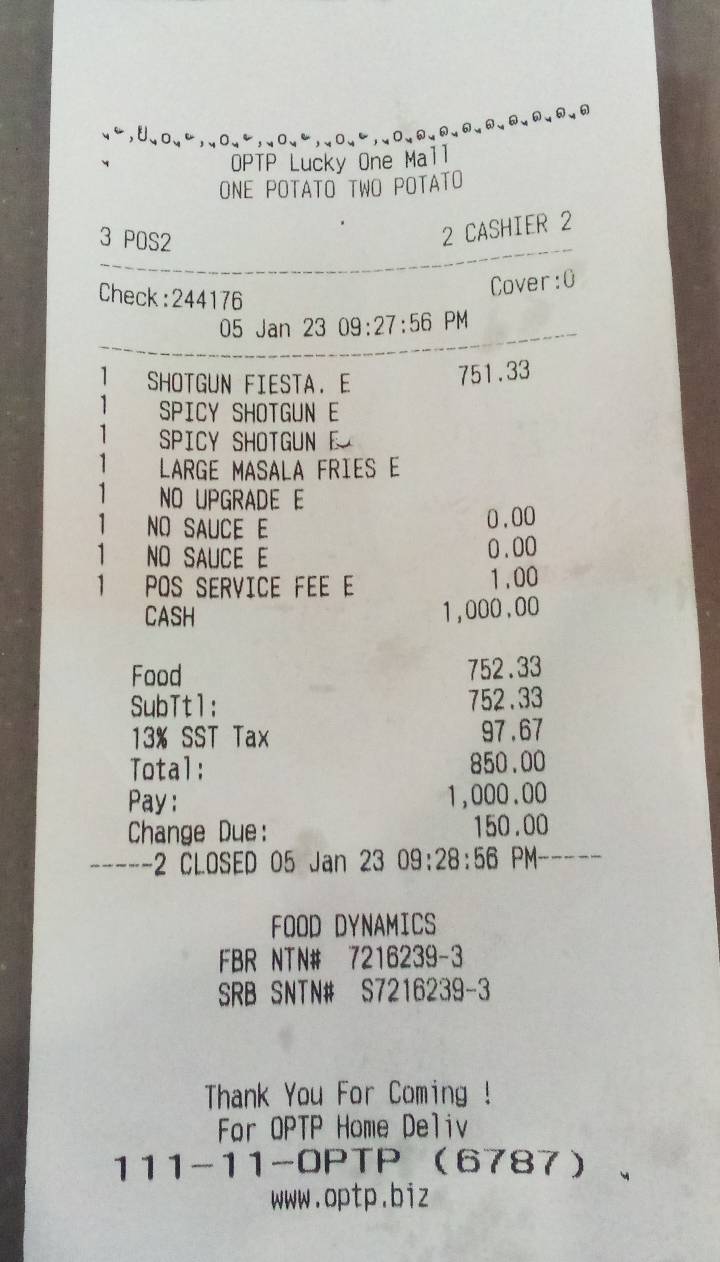 OPTP Lucky One Mall
ONE POTATO TWO POTATO
3 POS2 2 CASHIER 2
Check:244176 Cover:0
05 Jan 23 09:27:56 PM
1 SHOTGUN FIESTA. E 751.33
1 SPICY SHOTGUN E
1 SPICY SHOTGUN E
1 LARGE MASALA FRIES E
1 NO UPGRADE E
1 NO SAUCE E 0.00
1 NO SAUCE E 0.00
1 POS SERVICE FEE E 1.00
CASH 1,000.00
Food 752.33
SubTtl: 752.33
13% SST Tax 97.67
Total: 850.00
Pay: 1,000.00
Change Due: 150.00
-----2 CLOSED 05 Jan 23 09:28:56 PM-----
FOOD DYNAMICS
FBR NTN# 7216239-3
SRB SNTN# S7216239-3
Thank You For Coming !
For OPTP Home Deliv
111-11-OPTP (6787)
www.optp.biz